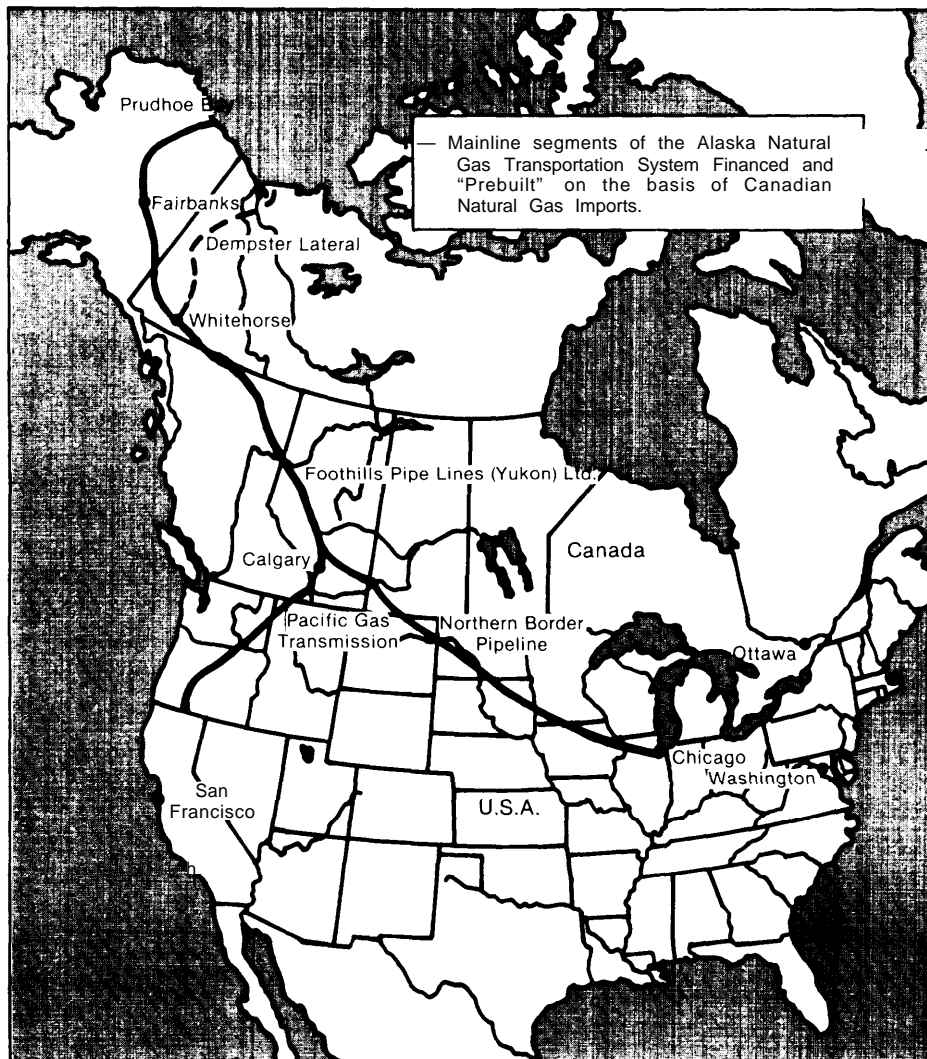 Prudhoe Bay
— Mainline segments of the Alaska Natural
Gas Transportation System Financed and
“Prebuilt” on the basis of Canadian
Natural Gas Imports.
Fairbanks
Dempster Lateral
Whitehorse
Foothills Pipe Lines (Yukon) Ltd.
Calgary
Canada
Pacific Gas
Transmission
Northern Border
Pipeline
Ottawa
Chicago
Washington
San
Francisco
U.S.A.